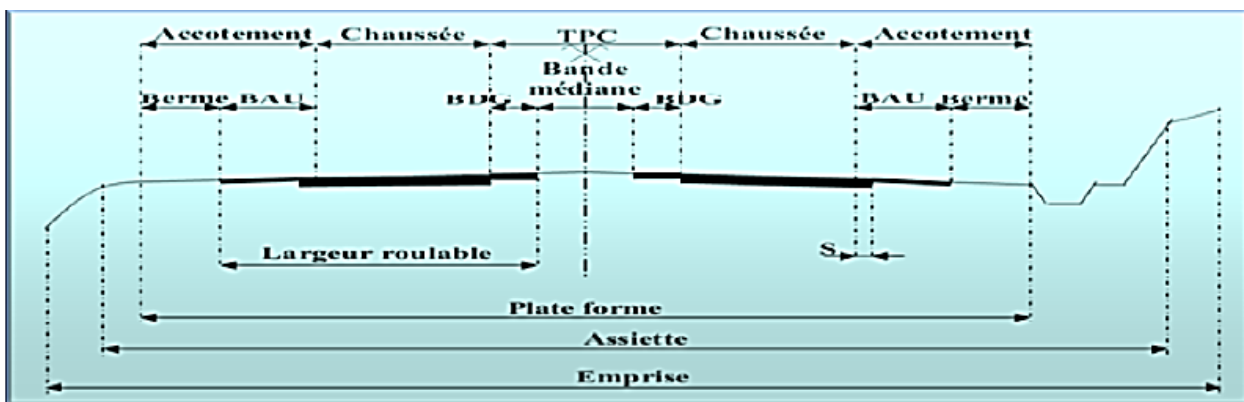 Accotement Chaussée TPC Chaussée Accotement
Bande
médiane
Berme BAU BDG BDG BAU Berme
Largeur roulable S
Plate forme
Assiette
Emprise